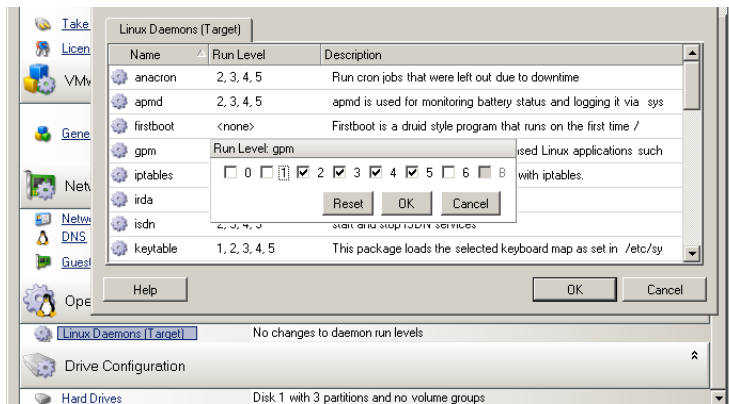 Take
Linux Daemons (Target)
Licen
Name Run Level Description
VMw
anacron 2, 3, 4, 5 Run cron jobs that were left out due to downtime
apmd 2, 3, 4, 5 apmd is used for monitoring battery status and logging it via sys
Gene
firstboot <none> Firstboot is a druid style program that runs on the first time /
gpm Run Level: gpm sed Linux applications such
iptables 0 1 2 3 4 5 6 B with iptables.
Netw
irda Reset OK Cancel
Netwo
isdn 2, 3, 4, 5 start and stop ISDN services
DNS
keytable 1, 2, 3, 4, 5 This package loads the selected keyboard map as set in /etc/sy
Guest
Help OK Cancel
Ope
Linux Daemons (Target) No changes to daemon run levels
Drive Configuration
Hard Drives Disk 1 with 3 partitions and no volume groups